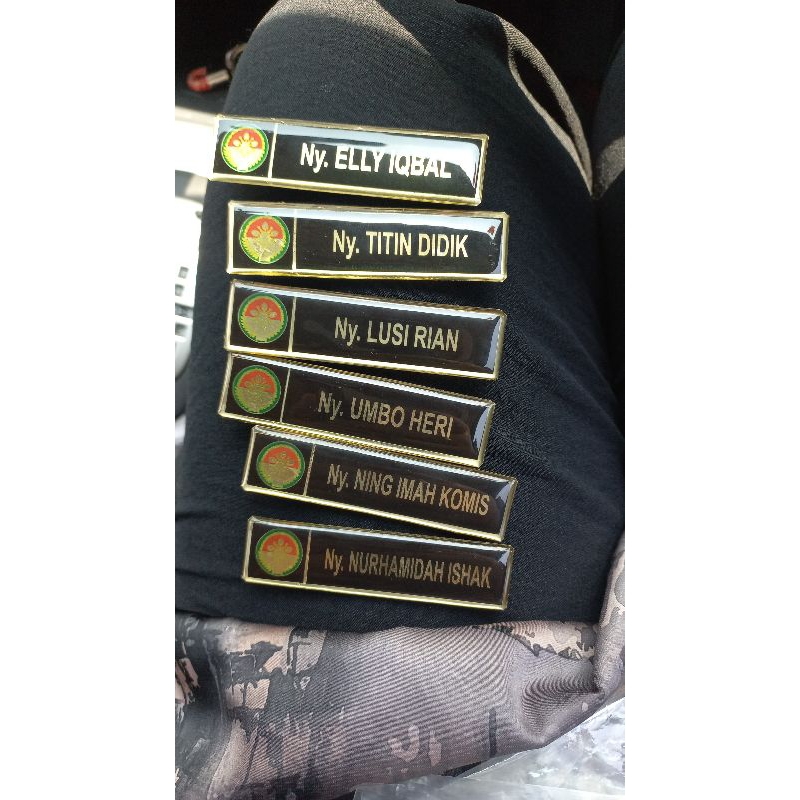 Ny. ELLY IQBAL
Ny. TITIN DIDIK
Ny. LUSI RIAN
Ny. UMBO HERI
Ny. NING IMAH KOMIS
Ny. NURHAMIDAH ISHAK